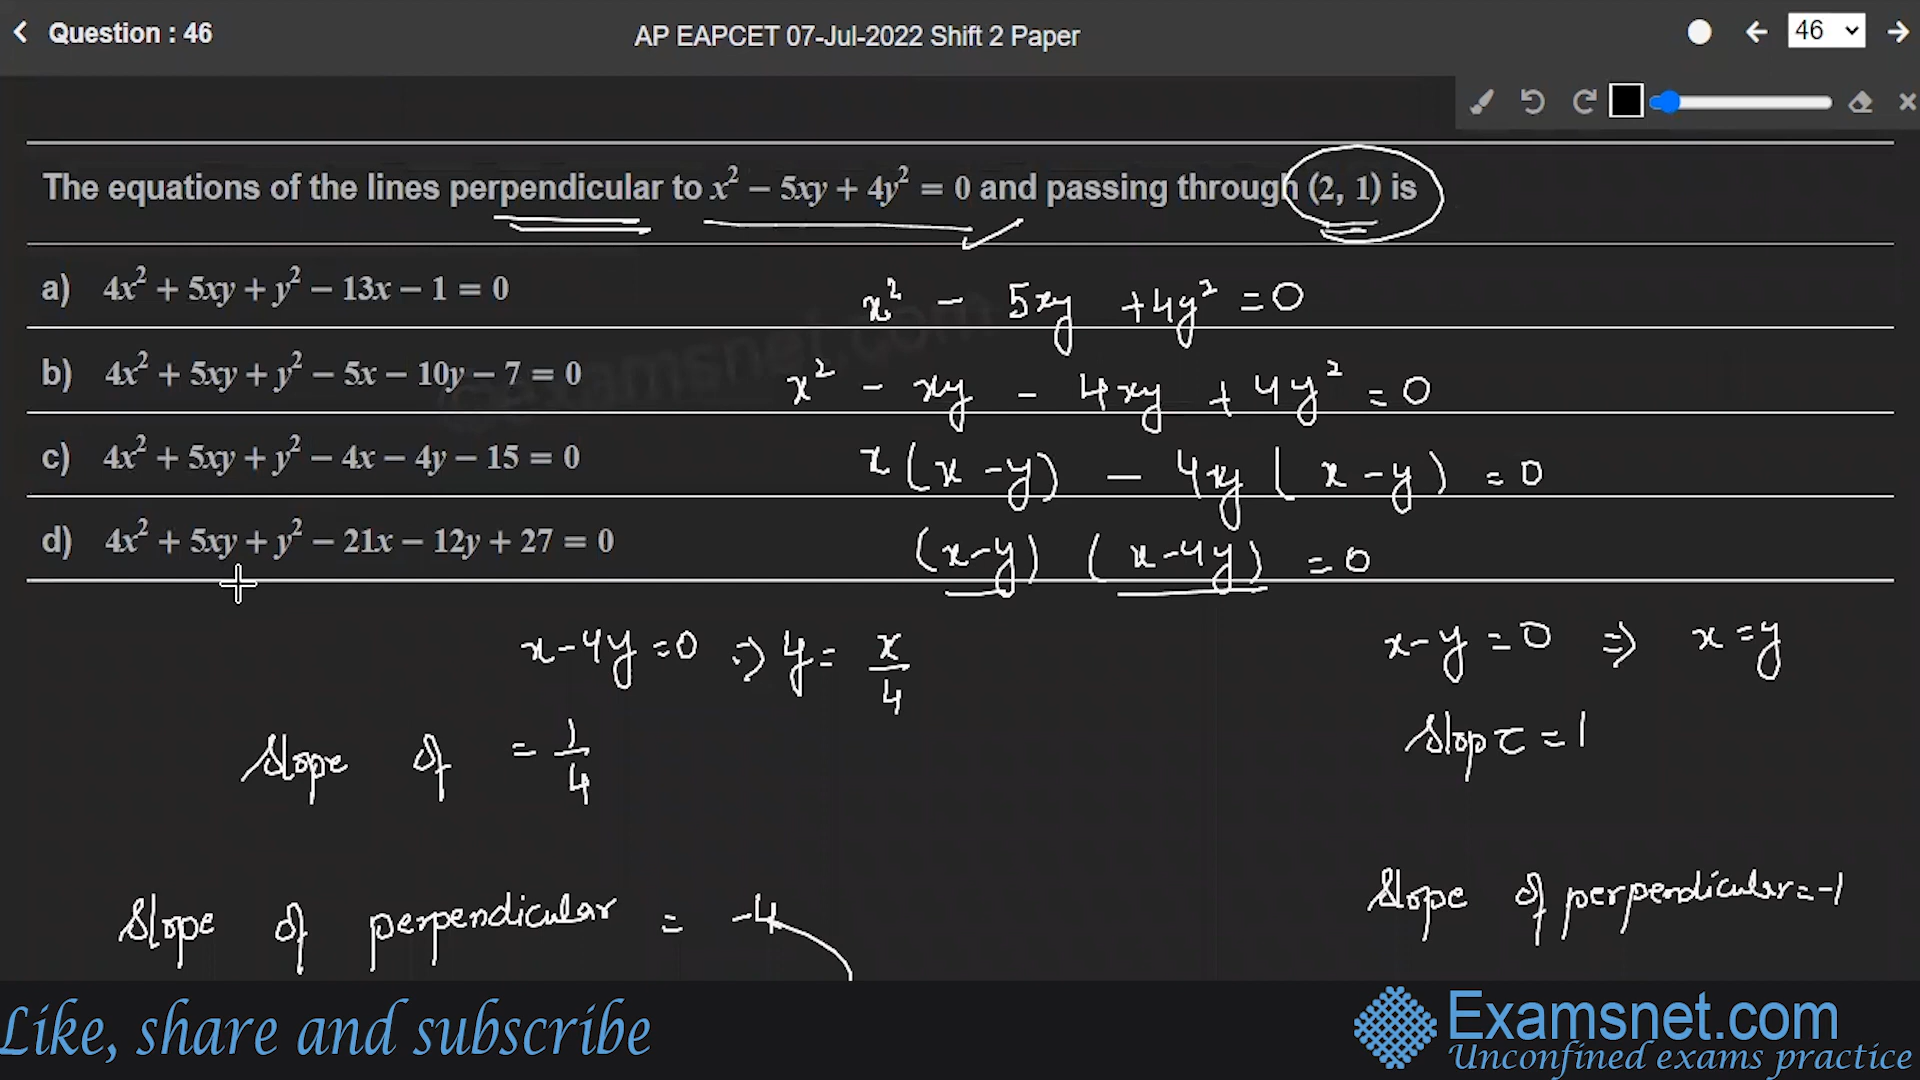 Question : 46
AP EAPCET 07-Jul-2022 Shift 2 Paper
46
The equations of the lines perpendicular to x² − 5xy + 4y² = 0 and passing through (2, 1) is
a) 4x² + 5xy + y² − 13x − 1 = 0
b) 4x² + 5xy + y² − 5x − 10y − 7 = 0
c) 4x² + 5xy + y² − 4x − 4y − 15 = 0
d) 4x² + 5xy + y² − 21x − 12y + 27 = 0
x² − 5xy + 4y² = 0
x² − xy − 4xy + 4y² = 0
x(x − y) − 4xy(x − y) = 0
(x − y) (x − 4y) = 0
x − 4y = 0 ⇒ y = x/4
x − y = 0 ⇒ x = y
Slope of = 1/4
Slope = 1
Slope of perpendicular = −4
Slope of perpendicular = −1
Like, share and subscribe
Examsnet.com
Unconfined exams practice